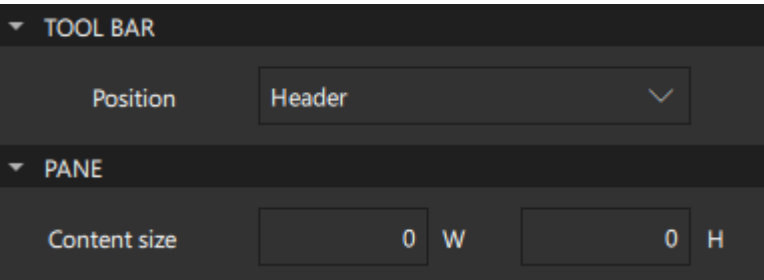 TOOL BAR
Position Header
PANE
Content size 0 W 0 H